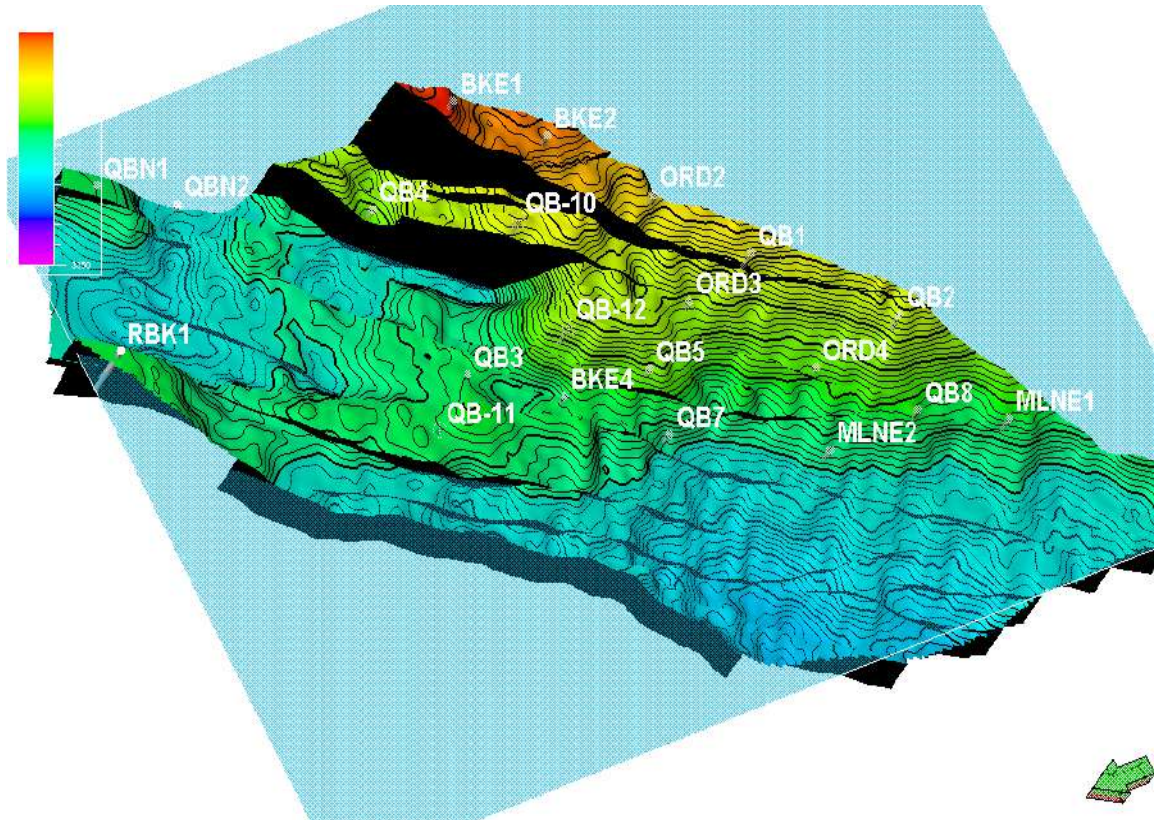 BKE1
BKE2
QBN1
QBN2
QB4
ORD2
QB-10
QB1
ORD3
QB2
QB-12
RBK1
QB3
QB5
ORD4
BKE4
QB-11
QB7
QB8
MLNE1
MLNE2